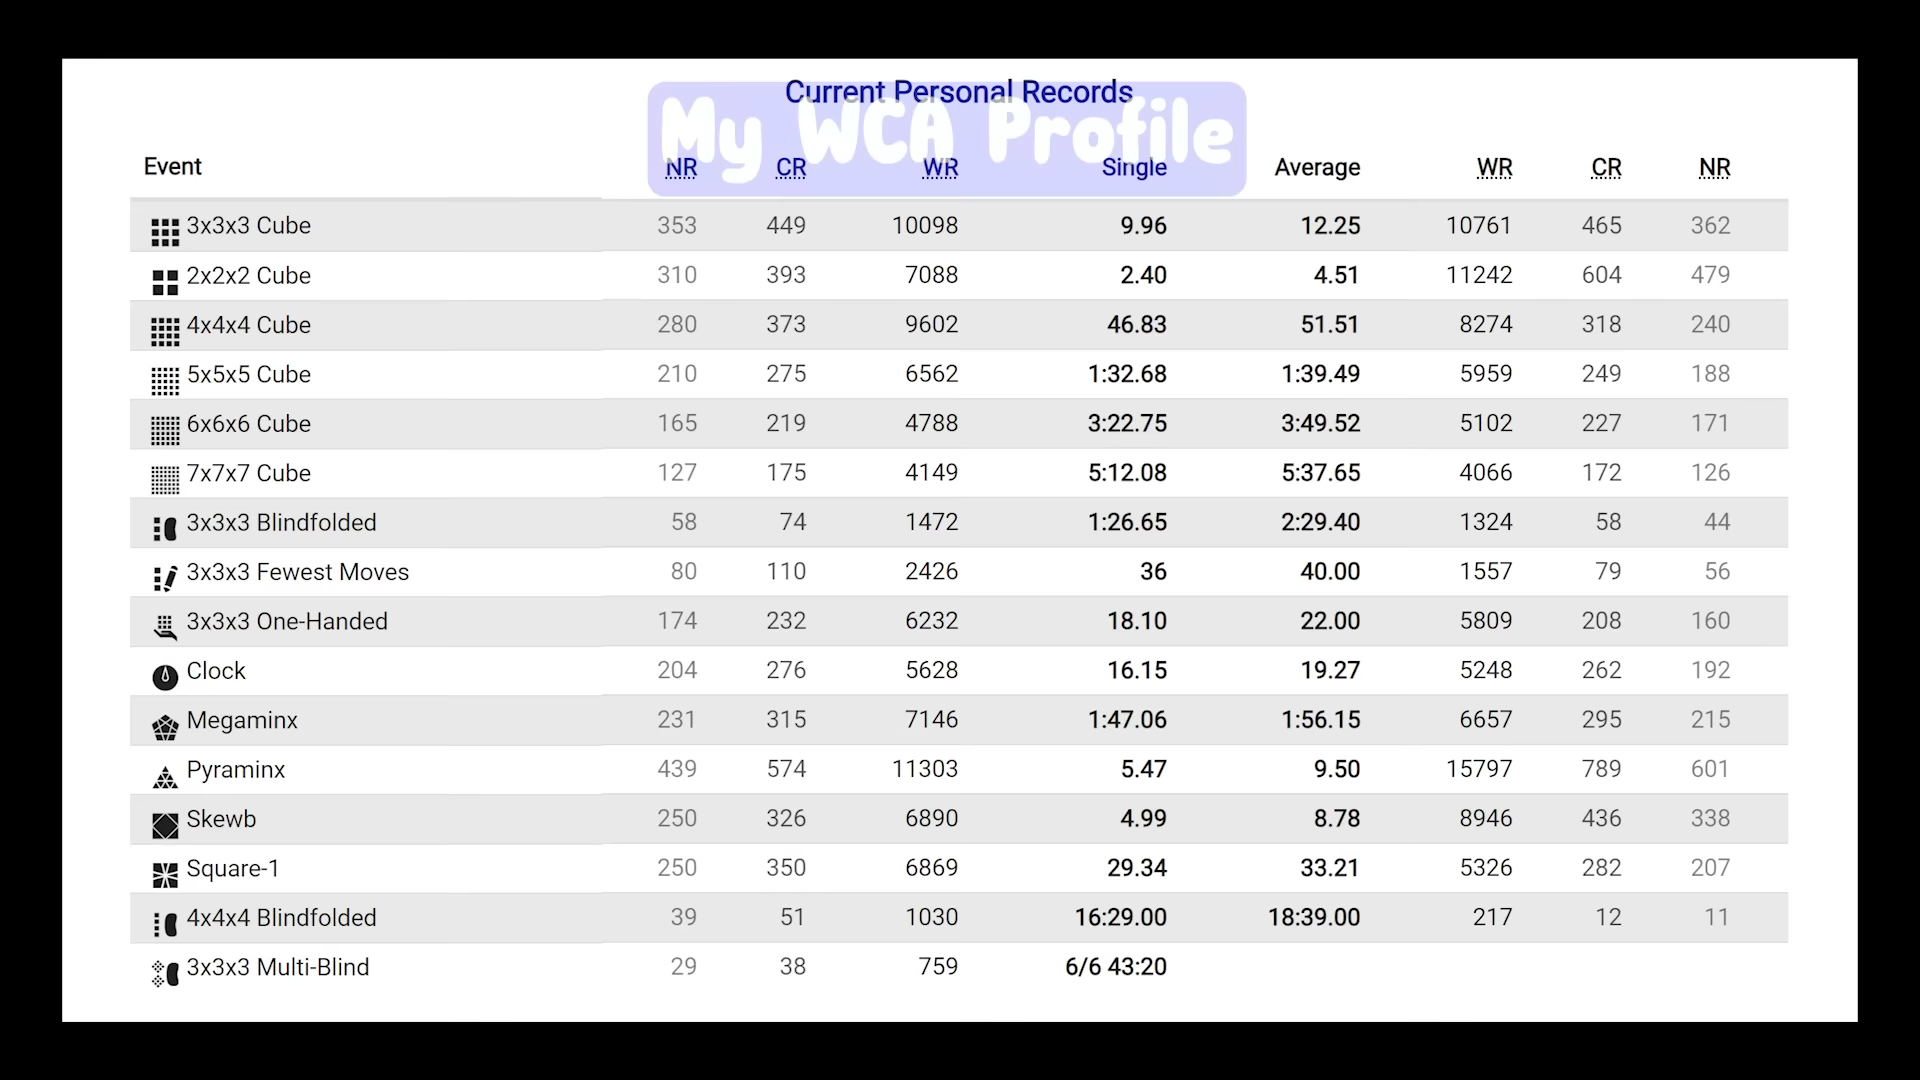 Current Personal Records
My WCA Profile
Event NR CR WR Single Average WR CR NR
3x3x3 Cube 353 449 10098 9.96 12.25 10761 465 362
2x2x2 Cube 310 393 7088 2.40 4.51 11242 604 479
4x4x4 Cube 280 373 9602 46.83 51.51 8274 318 240
5x5x5 Cube 210 275 6562 1:32.68 1:39.49 5959 249 188
6x6x6 Cube 165 219 4788 3:22.75 3:49.52 5102 227 171
7x7x7 Cube 127 175 4149 5:12.08 5:37.65 4066 172 126
3x3x3 Blindfolded 58 74 1472 1:26.65 2:29.40 1324 58 44
3x3x3 Fewest Moves 80 110 2426 36 40.00 1557 79 56
3x3x3 One-Handed 174 232 6232 18.10 22.00 5809 208 160
Clock 204 276 5628 16.15 19.27 5248 262 192
Megaminx 231 315 7146 1:47.06 1:56.15 6657 295 215
Pyraminx 439 574 11303 5.47 9.50 15797 789 601
Skewb 250 326 6890 4.99 8.78 8946 436 338
Square-1 250 350 6869 29.34 33.21 5326 282 207
4x4x4 Blindfolded 39 51 1030 16:29.00 18:39.00 217 12 11
3x3x3 Multi-Blind 29 38 759 6/6 43:20